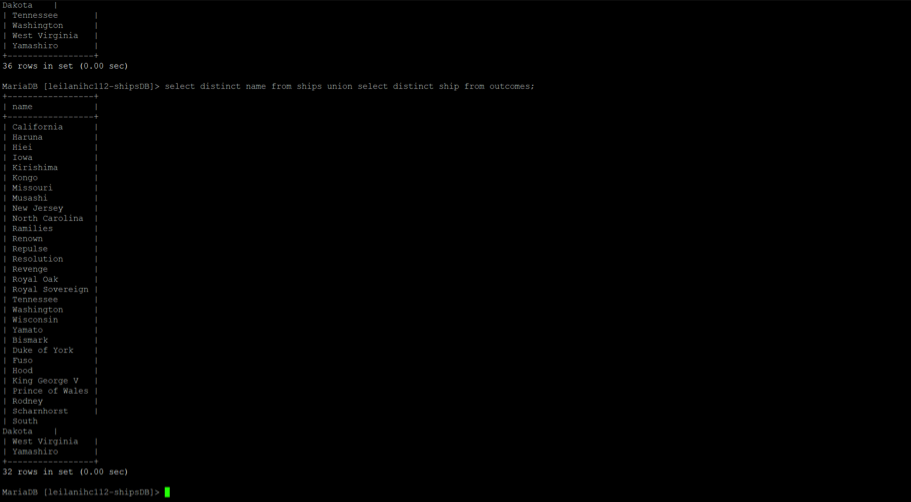 Dakota    |
| Tennessee       |
| Washington      |
| West Virginia   |
| Yamashiro       |
+-----------------+
36 rows in set (0.00 sec)
MariaDB [leilanihc112-shipsDB]> select distinct name from ships union select distinct ship from outcomes;
+-----------------+
| name            |
+-----------------+
| California      |
| Haruna          |
| Hiei            |
| Iowa            |
| Kirishima       |
| Kongo           |
| Missouri        |
| Musashi         |
| New Jersey      |
| North Carolina  |
| Ramilies        |
| Renown          |
| Repulse         |
| Resolution      |
| Revenge         |
| Royal Oak       |
| Royal Sovereign |
| Tennessee       |
| Washington      |
| Wisconsin       |
| Yamato          |
| Bismark         |
| Duke of York    |
| Fuso            |
| Hood            |
| King George V   |
| Prince of Wales |
| Rodney          |
| Scharnhorst     |
| South
Dakota    |
| West Virginia   |
| Yamashiro       |
+-----------------+
32 rows in set (0.00 sec)
MariaDB [leilanihc112-shipsDB]>